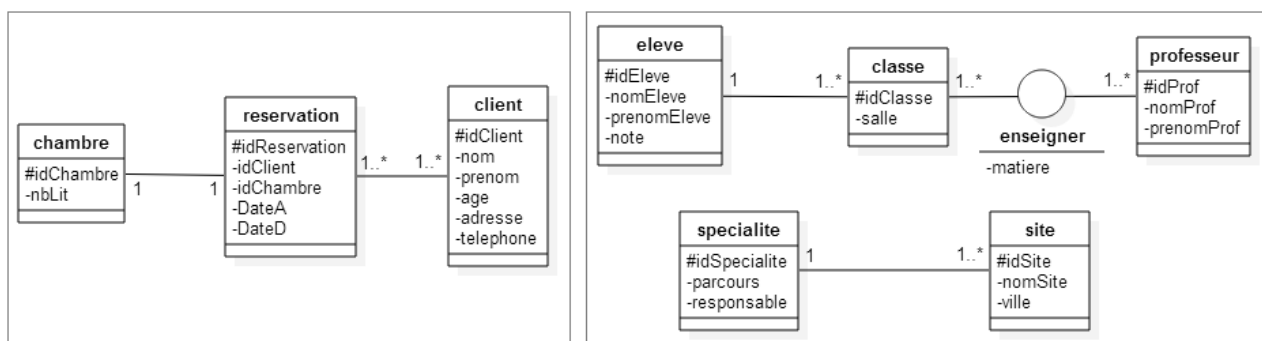 chambre
#idChambre
-nbLit
1
1
reservation
#idReservation
-idClient
-idChambre
-DateA
-DateD
1..*
1..*
client
#idClient
-nom
-prenom
-age
-adresse
-telephone
eleve
#idEleve
-nomEleve
-prenomEleve
-note
1
1..*
classe
#idClasse
-salle
1..*
enseigner
-matiere
1..*
professeur
#idProf
-nomProf
-prenomProf
specialite
#idSpecialite
-parcours
-responsable
1
1..*
site
#idSite
-nomSite
-ville